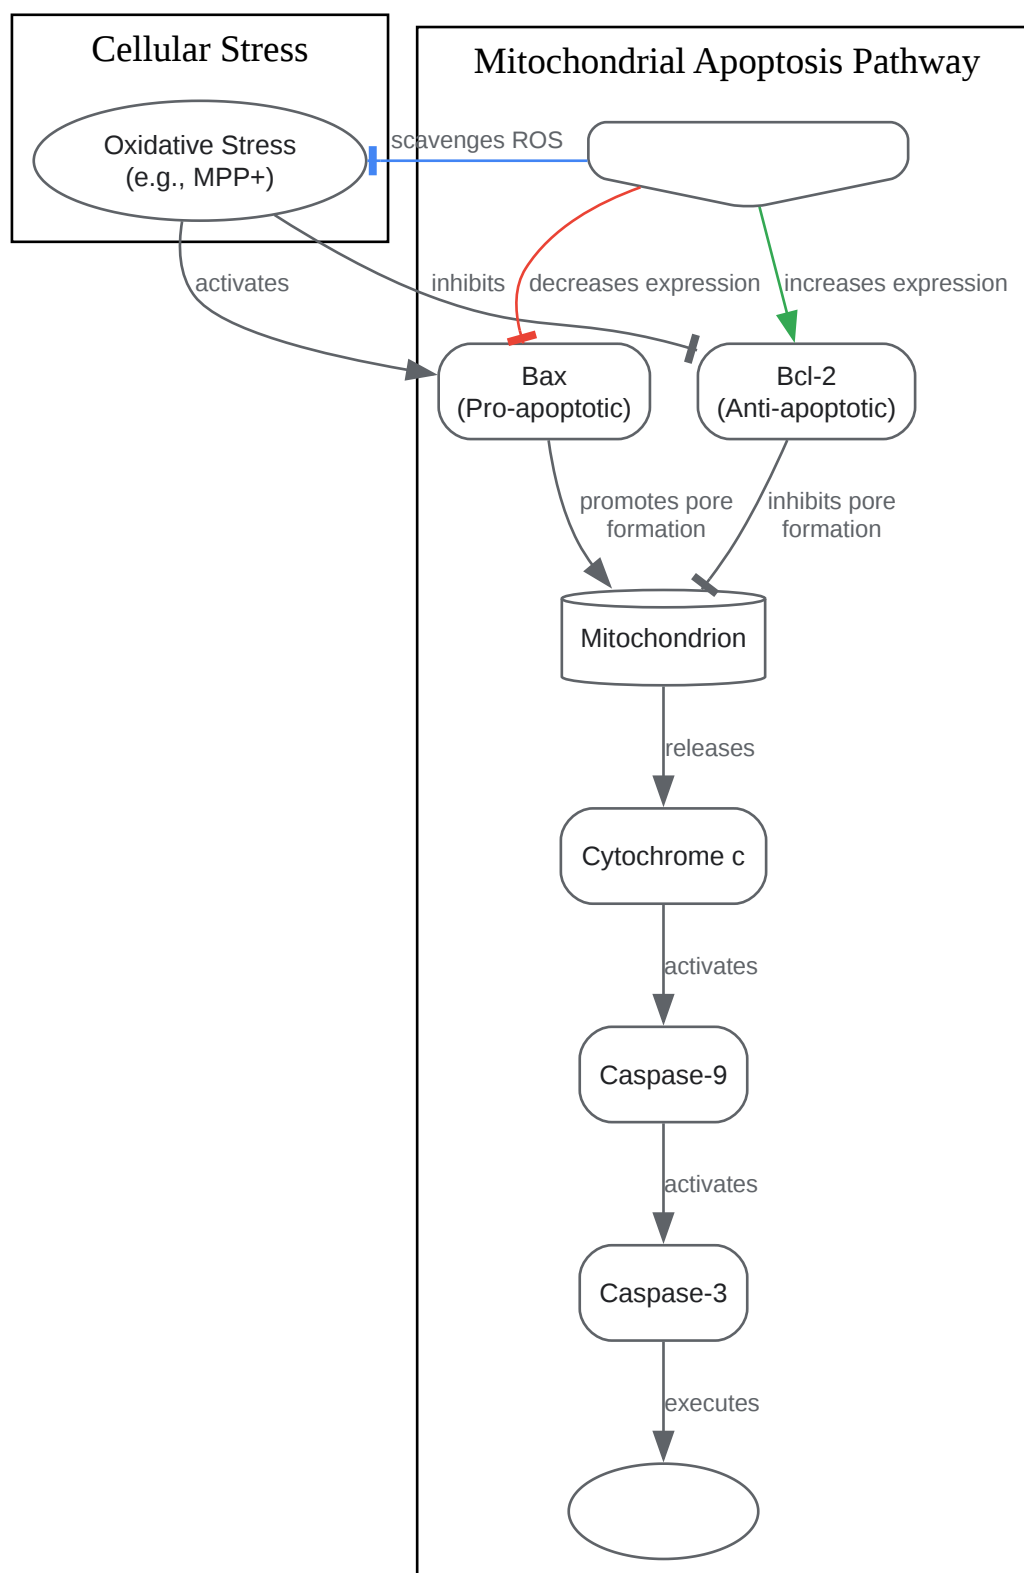 Cellular Stress
Mitochondrial Apoptosis Pathway
Oxidative Stress
(e.g., MPP+)
scavenges ROS
activates
inhibits
decreases expression
increases expression
Bax
(Pro-apoptotic)
Bcl-2
(Anti-apoptotic)
promotes pore
formation
inhibits pore
formation
Mitochondrion
releases
Cytochrome c
activates
Caspase-9
activates
Caspase-3
executes